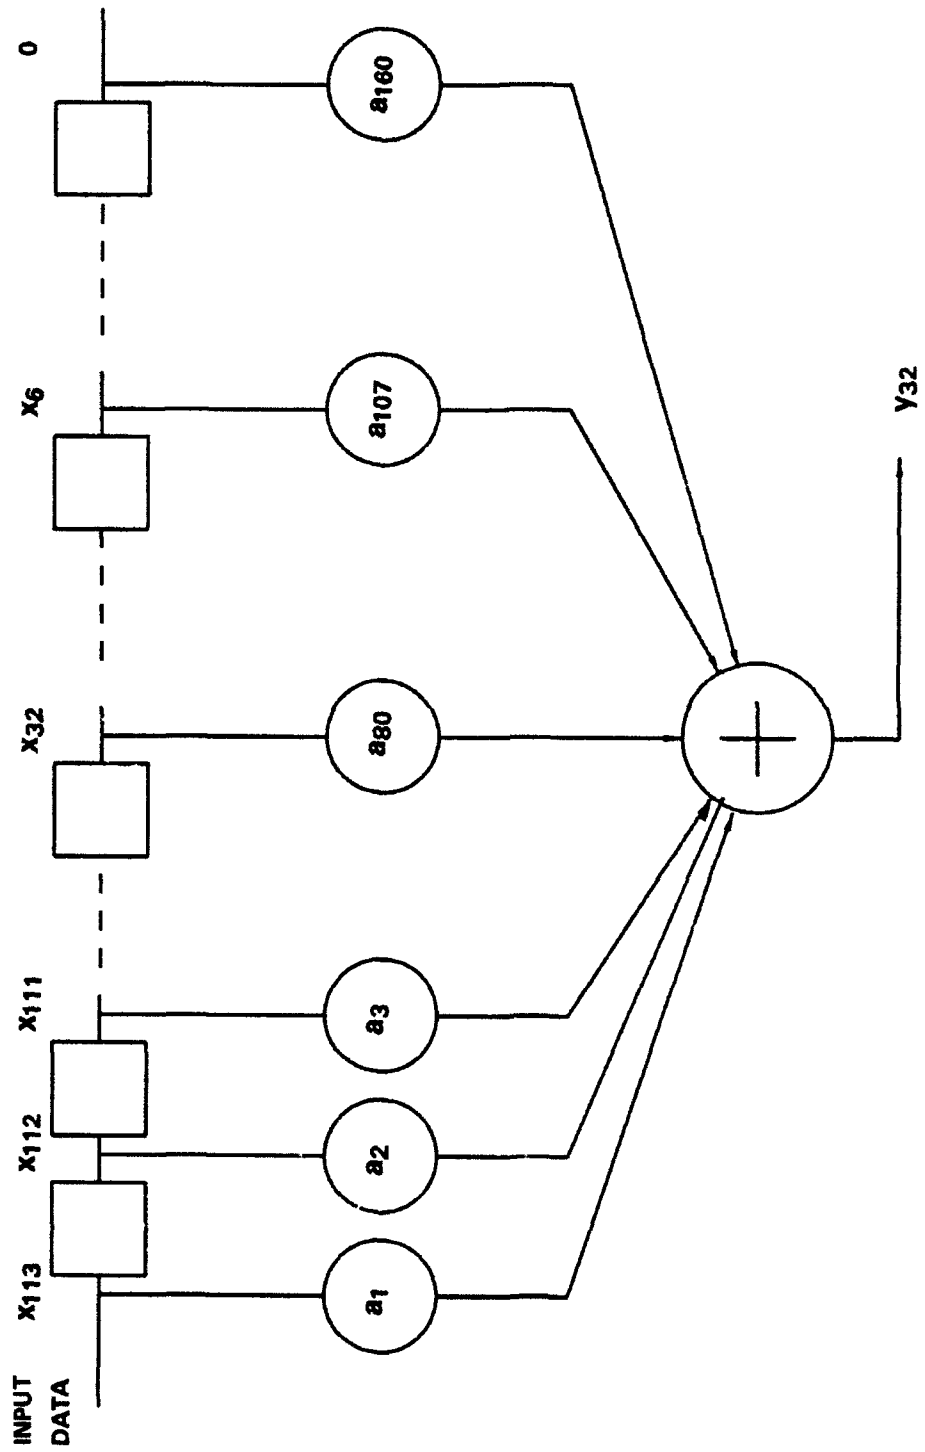 INPUT
DATA
x113
x112
x111
x32
x6
0
a1
a2
a3
a80
a107
a160
+
y32